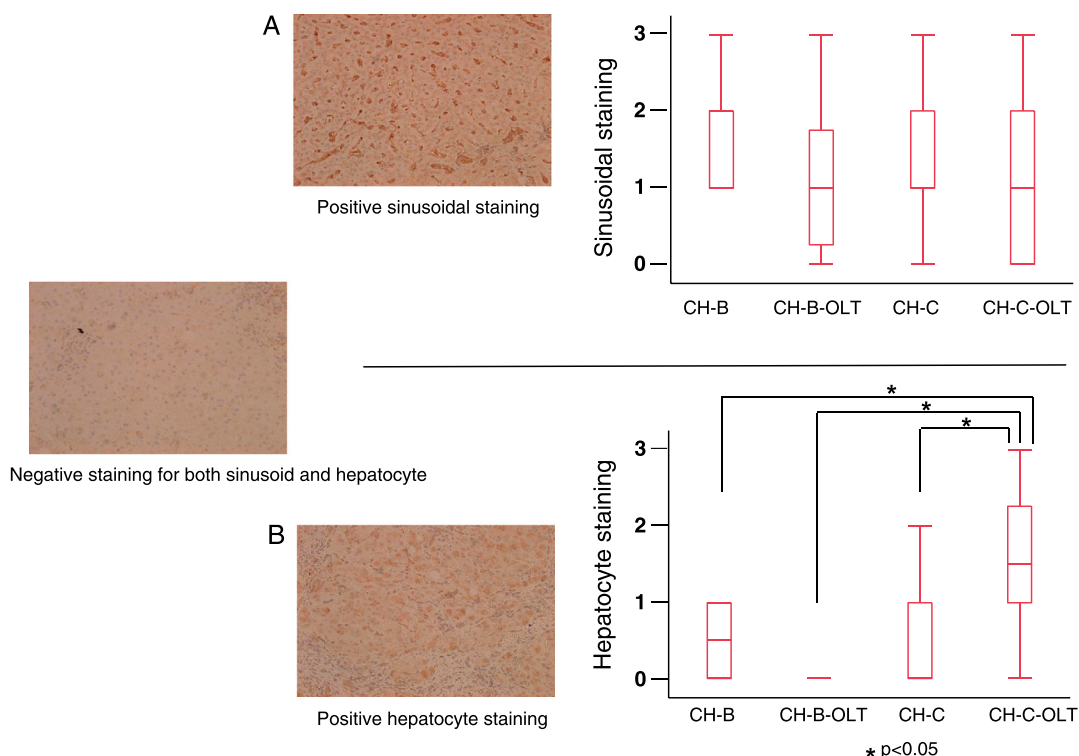 A
Positive sinusoidal staining
Sinusoidal staining
3
2
1
0
CH-B CH-B-OLT CH-C CH-C-OLT
Negative staining for both sinusoid and hepatocyte
B
Positive hepatocyte staining
Hepatocyte staining
* * *
3
2
1
0
CH-B CH-B-OLT CH-C CH-C-OLT
* p<0.05